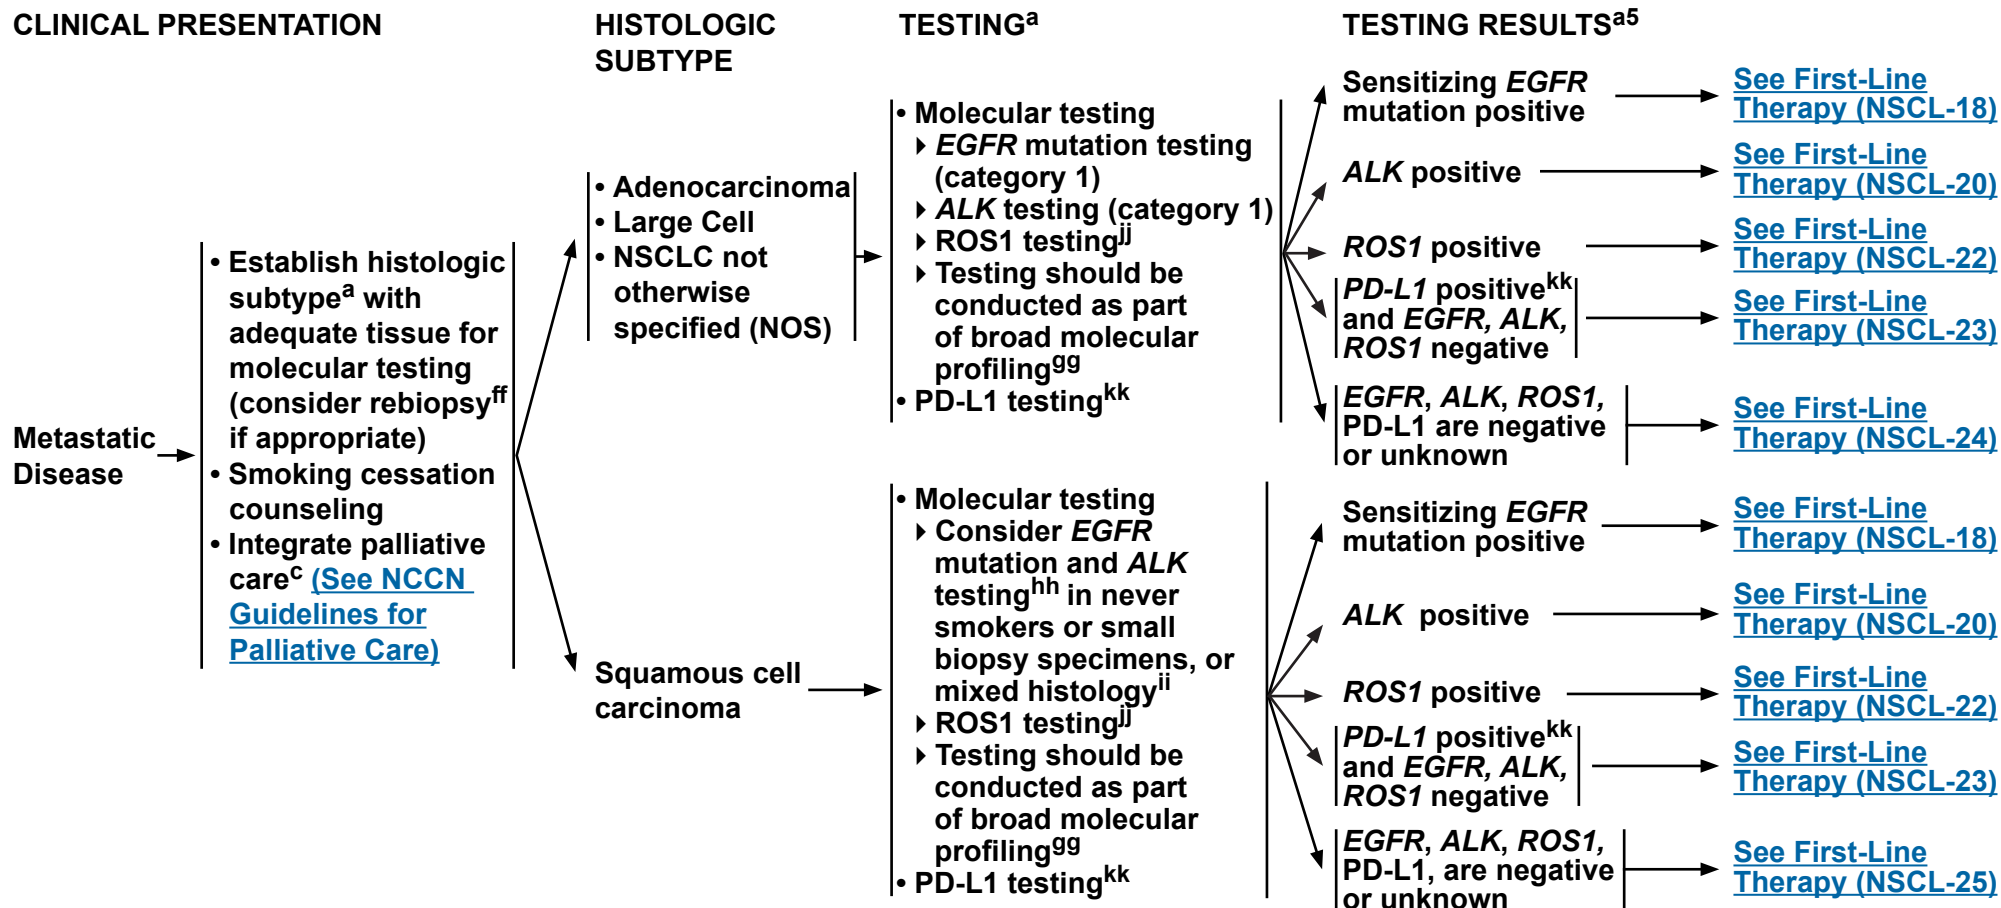 CLINICAL PRESENTATION
HISTOLOGIC
SUBTYPE
TESTINGa
TESTING RESULTSa5
Metastatic
Disease
• Establish histologic
subtypea with
adequate tissue for
molecular testing
(consider rebiopsyff
if appropriate)
• Smoking cessation
counseling
• Integrate palliative
carec (See NCCN
Guidelines for
Palliative Care)
• Adenocarcinoma
• Large Cell
• NSCLC not
otherwise
specified (NOS)
• Molecular testing
EGFR mutation testing
(category 1)
ALK testing (category 1)
ROS1 testingjj
Testing should be
conducted as part
of broad molecular
profilinggg
• PD-L1 testingkk
Sensitizing EGFR
mutation positive
See First-Line
Therapy (NSCL-18)
ALK positive
See First-Line
Therapy (NSCL-20)
ROS1 positive
See First-Line
Therapy (NSCL-22)
PD-L1 positivekk
and EGFR, ALK,
ROS1 negative
See First-Line
Therapy (NSCL-23)
EGFR, ALK, ROS1,
PD-L1 are negative
or unknown
See First-Line
Therapy (NSCL-24)
Squamous cell
carcinoma
• Molecular testing
Consider EGFR
mutation and ALK
testinghh in never
smokers or small
biopsy specimens, or
mixed histologyii
ROS1 testingjj
Testing should be
conducted as part
of broad molecular
profilinggg
• PD-L1 testingkk
Sensitizing EGFR
mutation positive
See First-Line
Therapy (NSCL-18)
ALK positive
See First-Line
Therapy (NSCL-20)
ROS1 positive
See First-Line
Therapy (NSCL-22)
PD-L1 positivekk
and EGFR, ALK,
ROS1 negative
See First-Line
Therapy (NSCL-23)
EGFR, ALK, ROS1,
PD-L1, are negative
or unknown
See First-Line
Therapy (NSCL-25)